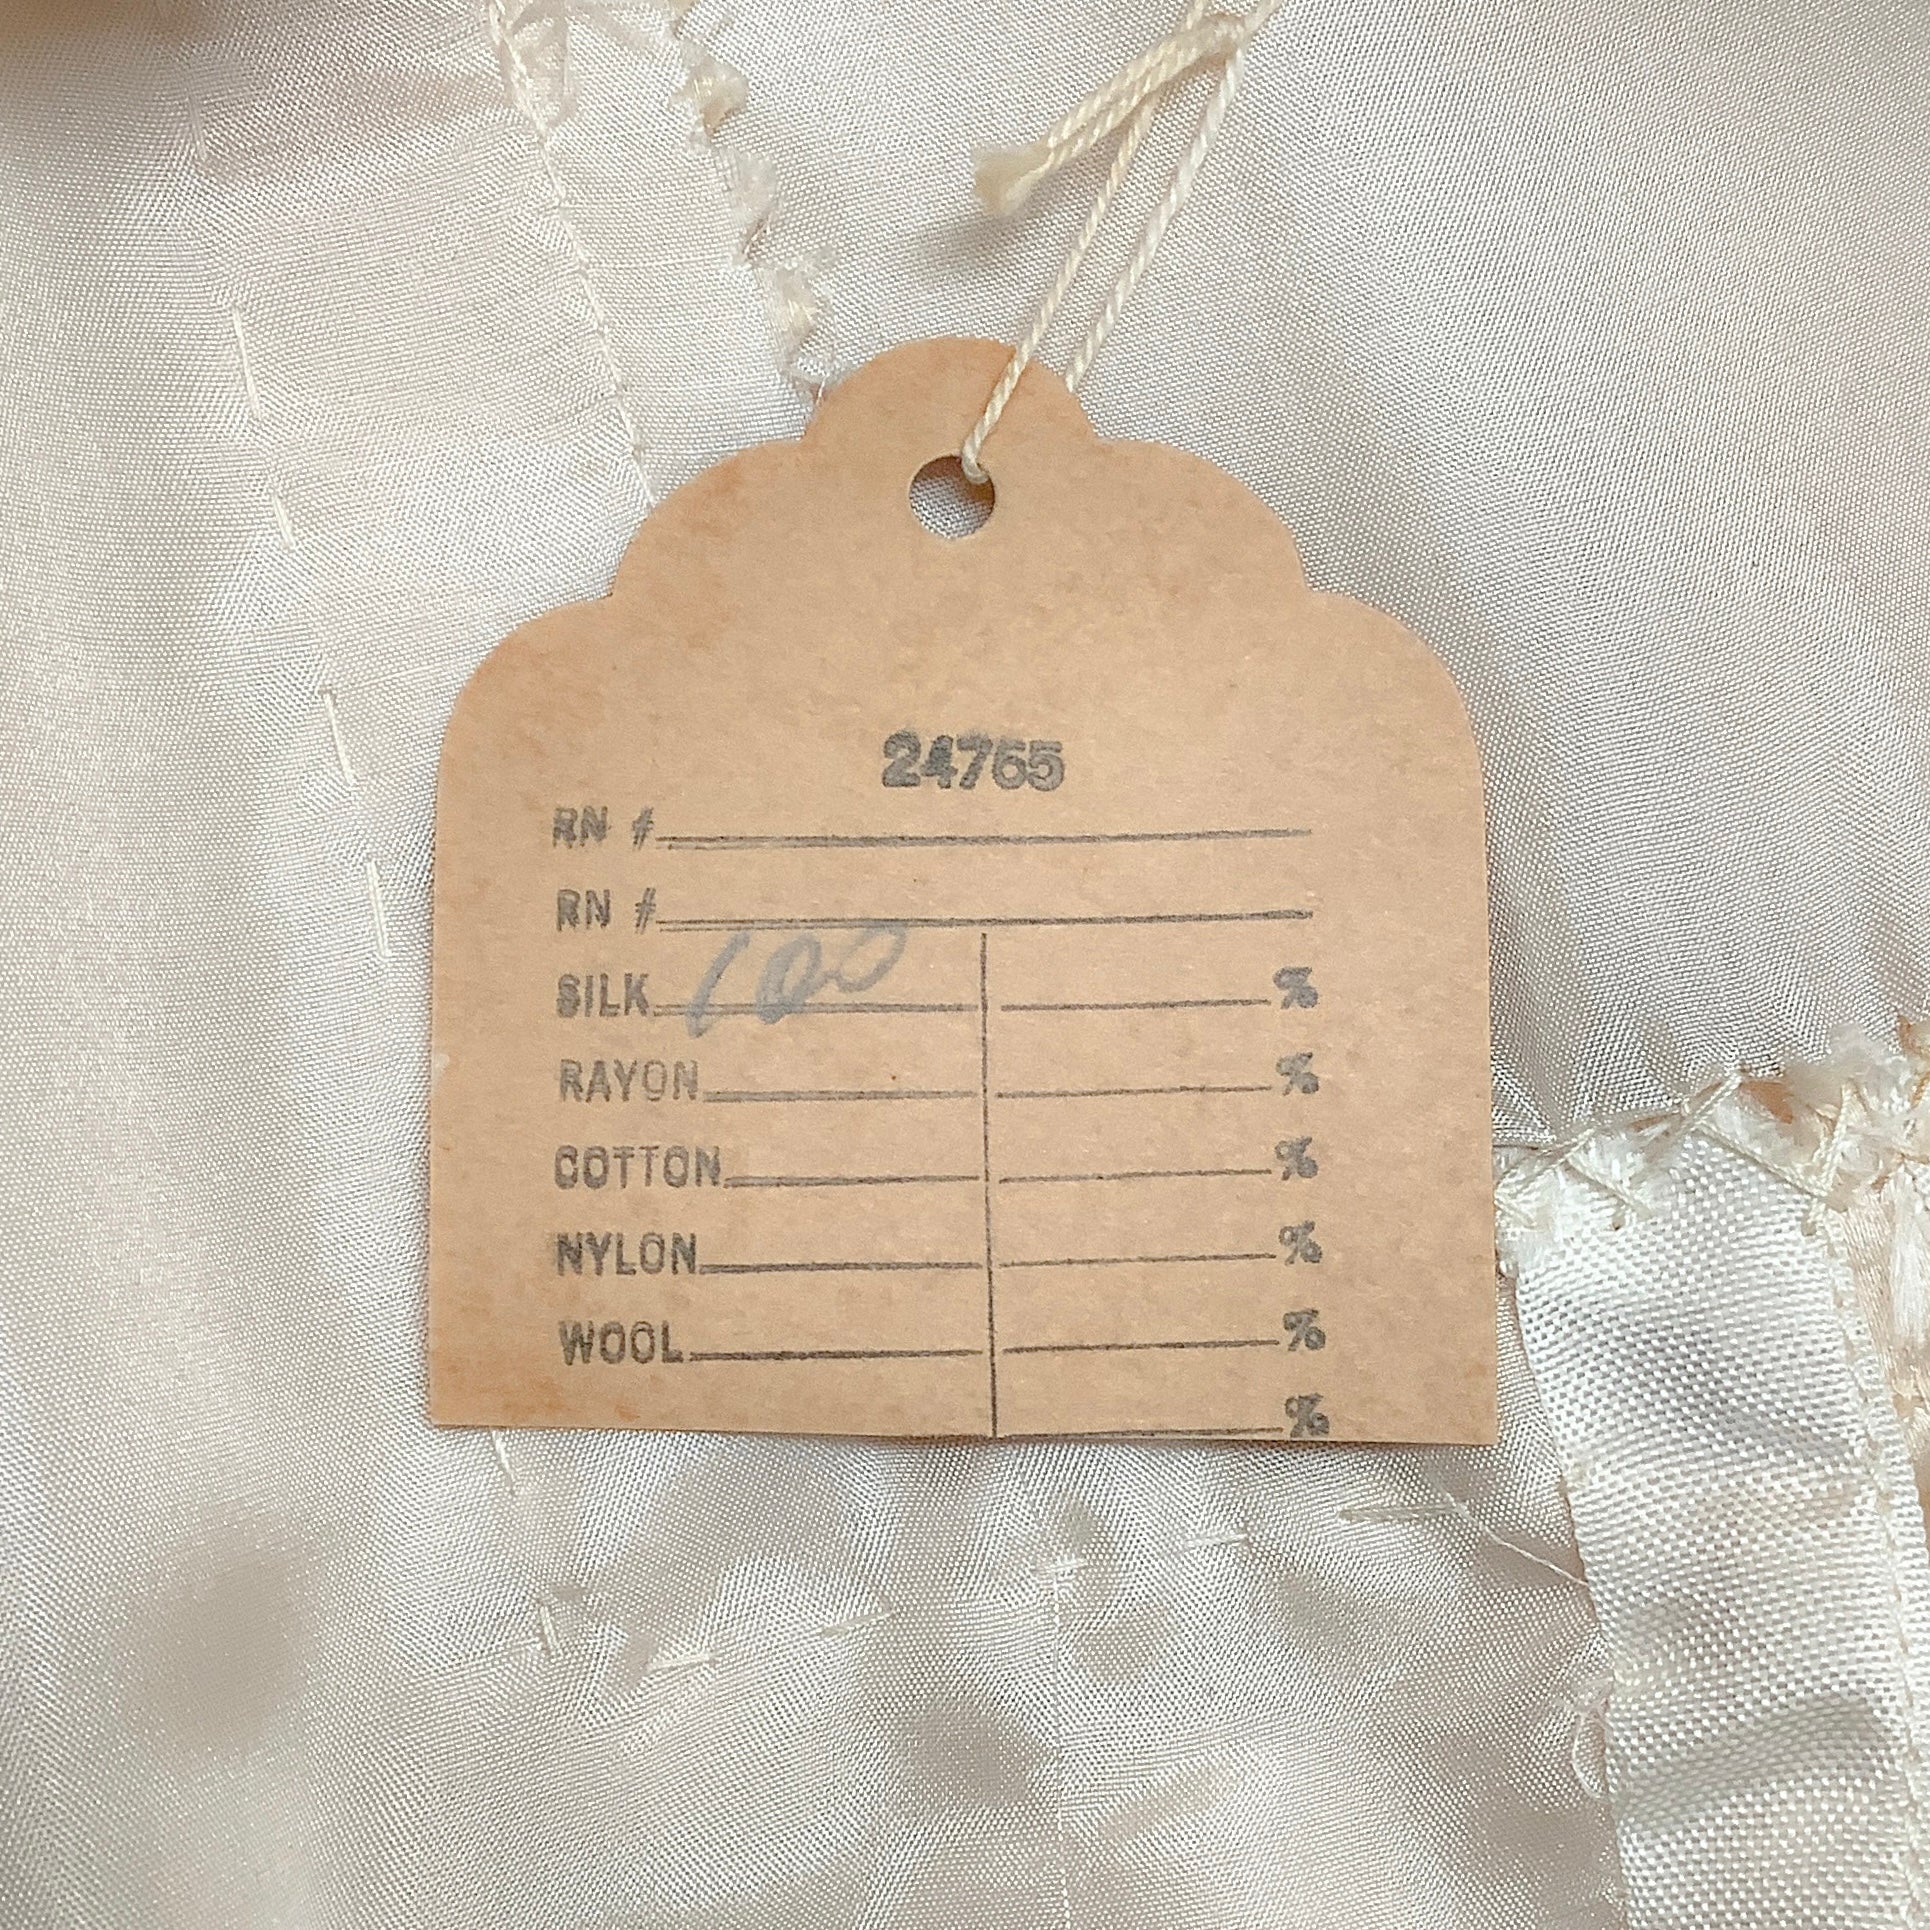 24765
RN #
RN #
SILK 100 %
RAYON %
COTTON %
NYLON %
WOOL %
%